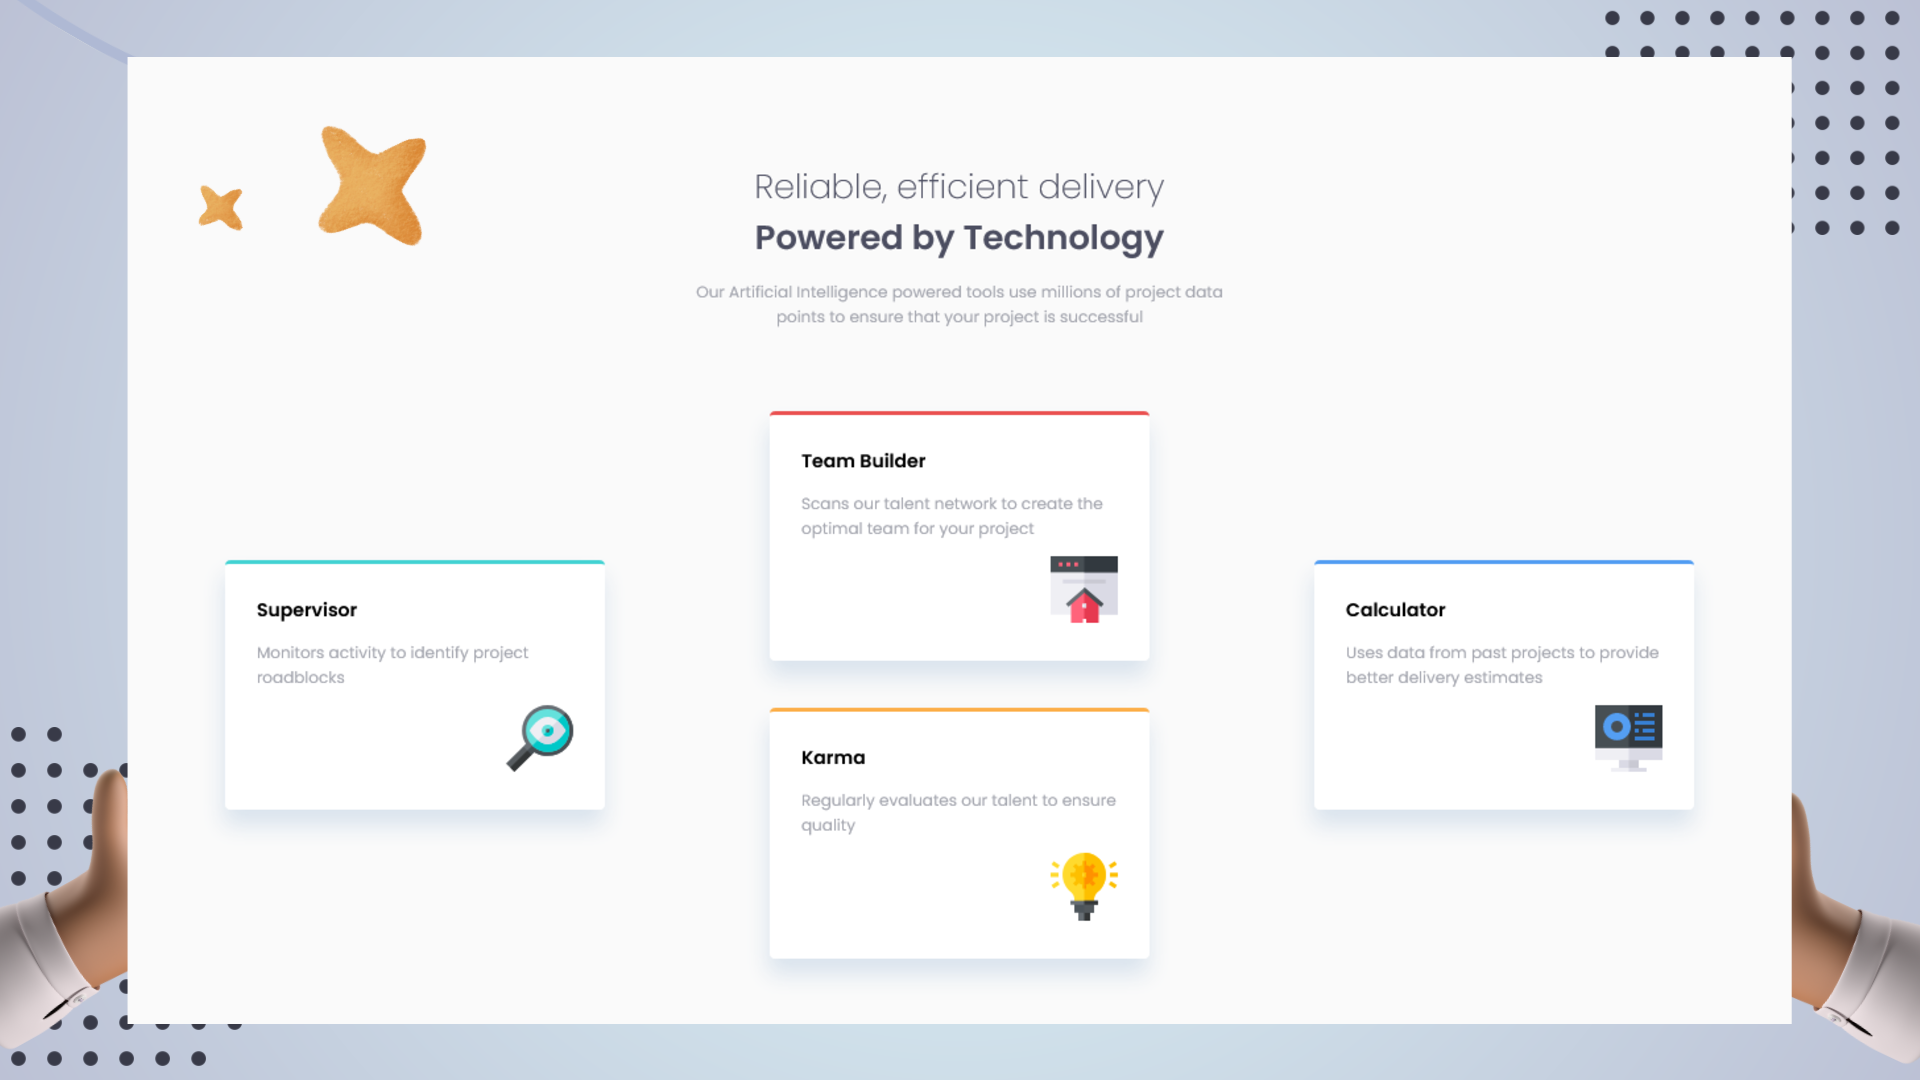 Reliable, efficient delivery
Powered by Technology
Our Artificial Intelligence powered tools use millions of project data
points to ensure that your project is successful
Team Builder
Scans our talent network to create the
optimal team for your project
Supervisor
Monitors activity to identify project
roadblocks
Calculator
Uses data from past projects to provide
better delivery estimates
Karma
Regularly evaluates our talent to ensure
quality